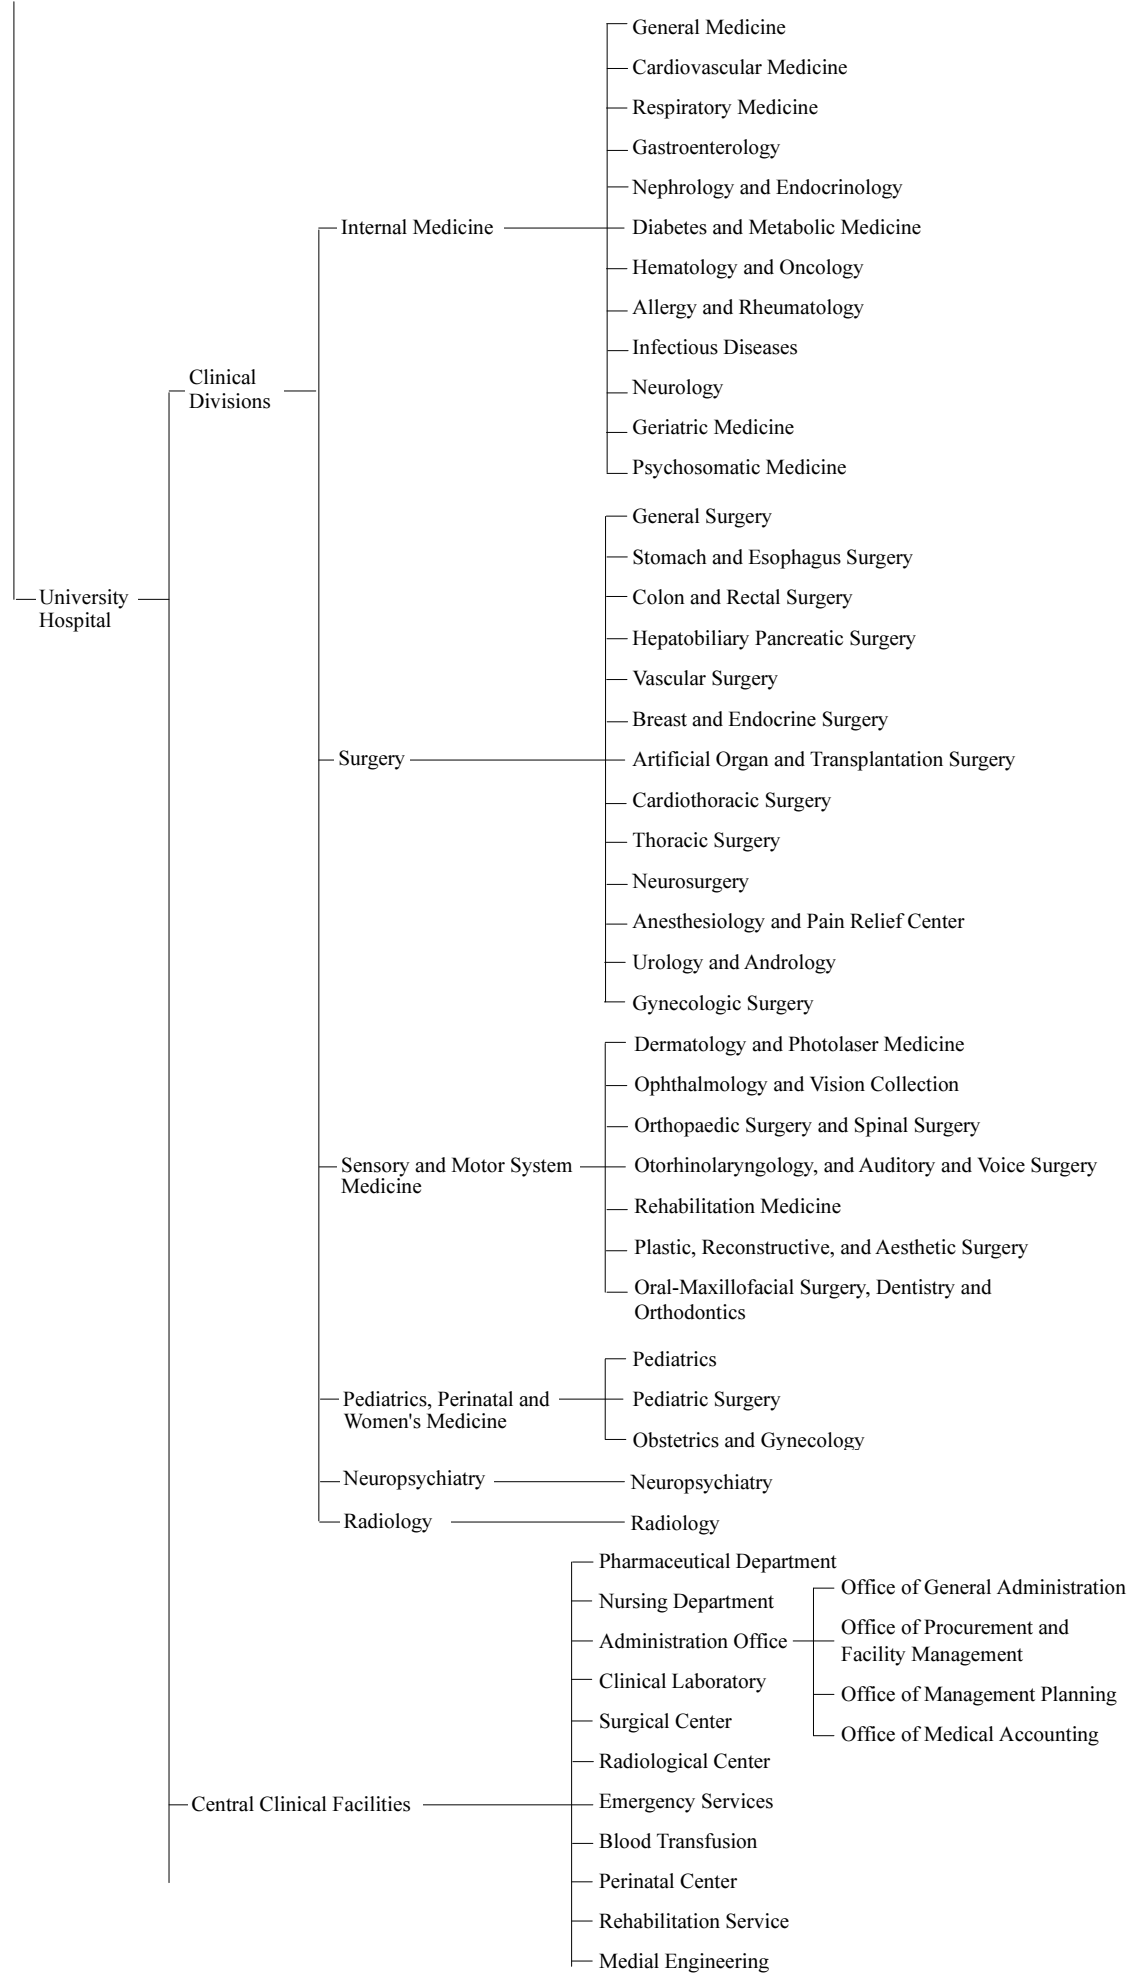 General Medicine
Cardiovascular Medicine
Respiratory Medicine
Gastroenterology
Nephrology and Endocrinology
Internal Medicine
Diabetes and Metabolic Medicine
Hematology and Oncology
Allergy and Rheumatology
Infectious Diseases
Clinical
Divisions
Neurology
Geriatric Medicine
Psychosomatic Medicine
General Surgery
Stomach and Esophagus Surgery
University
Hospital
Colon and Rectal Surgery
Hepatobiliary Pancreatic Surgery
Vascular Surgery
Breast and Endocrine Surgery
Surgery
Artificial Organ and Transplantation Surgery
Cardiothoracic Surgery
Thoracic Surgery
Neurosurgery
Anesthesiology and Pain Relief Center
Urology and Andrology
Gynecologic Surgery
Dermatology and Photolaser Medicine
Ophthalmology and Vision Collection
Orthopaedic Surgery and Spinal Surgery
Sensory and Motor System
Medicine
Otorhinolaryngology, and Auditory and Voice Surgery
Rehabilitation Medicine
Plastic, Reconstructive, and Aesthetic Surgery
Oral-Maxillofacial Surgery, Dentistry and
Orthodontics
Pediatrics
Pediatrics, Perinatal and
Women's Medicine
Pediatric Surgery
Obstetrics and Gynecology
Neuropsychiatry
Neuropsychiatry
Radiology
Radiology
Pharmaceutical Department
Nursing Department
Administration Office
Office of General Administration
Office of Procurement and
Facility Management
Office of Management Planning
Office of Medical Accounting
Clinical Laboratory
Surgical Center
Radiological Center
Central Clinical Facilities
Emergency Services
Blood Transfusion
Perinatal Center
Rehabilitation Service
Medial Engineering